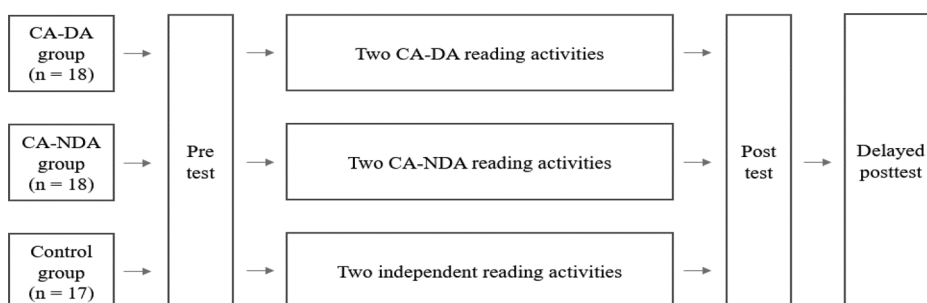 CA-DA
group
(n = 18)
Two CA-DA reading activities
CA-NDA
group
(n = 18)
Pre
test
Two CA-NDA reading activities
Post
test
Delayed
posttest
Control
group
(n = 17)
Two independent reading activities